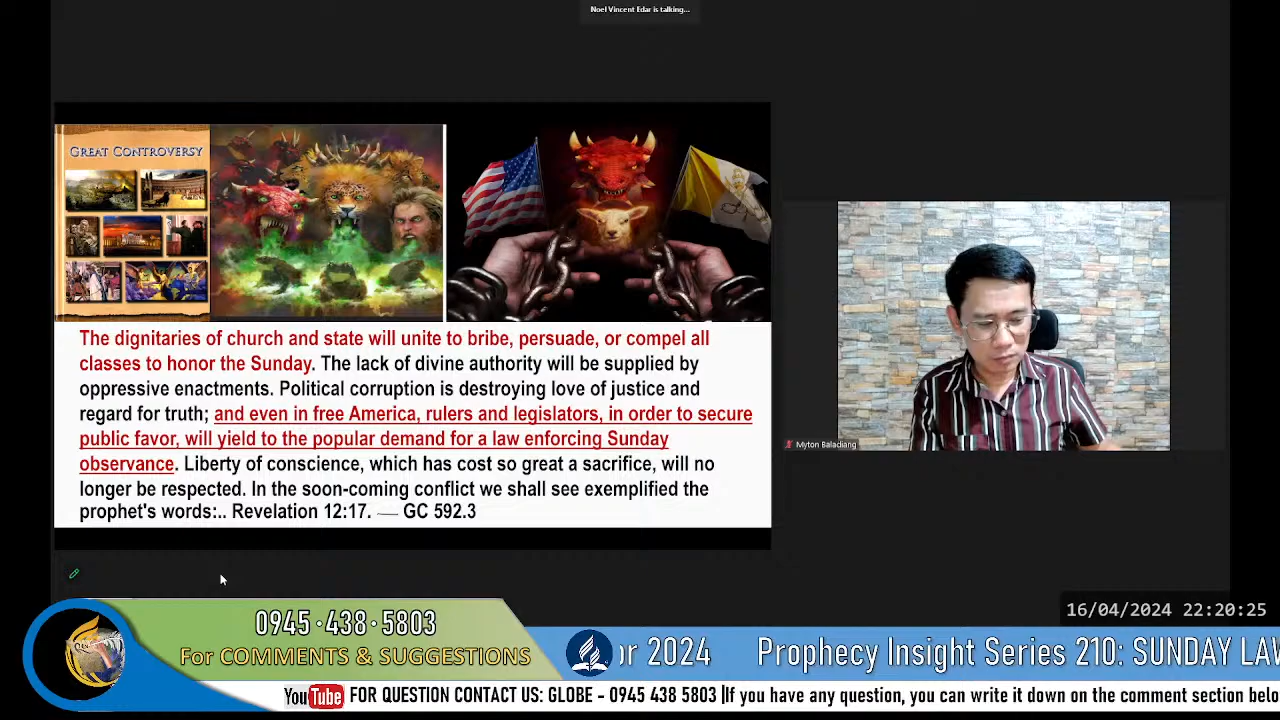 Noel Vincent Edar is talking...
GREAT CONTROVERSY
The dignitaries of church and state will unite to bribe, persuade, or compel all
classes to honor the Sunday. The lack of divine authority will be supplied by
oppressive enactments. Political corruption is destroying love of justice and
regard for truth; and even in free America, rulers and legislators, in order to secure
public favor, will yield to the popular demand for a law enforcing Sunday
observance. Liberty of conscience, which has cost so great a sacrifice, will no
longer be respected. In the soon-coming conflict we shall see exemplified the
prophet's words:.. Revelation 12:17. — GC 592.3
Myton Baladiang
16/04/2024 22:20:25
0945·438·5803
For COMMENTS & SUGGESTIONS
2024 Prophecy Insight Series 210: SUNDAY
YouTube FOR QUESTION CONTACT US: GLOBE - 0945 438 5803 |If you have any question, you can write it down on the comment section